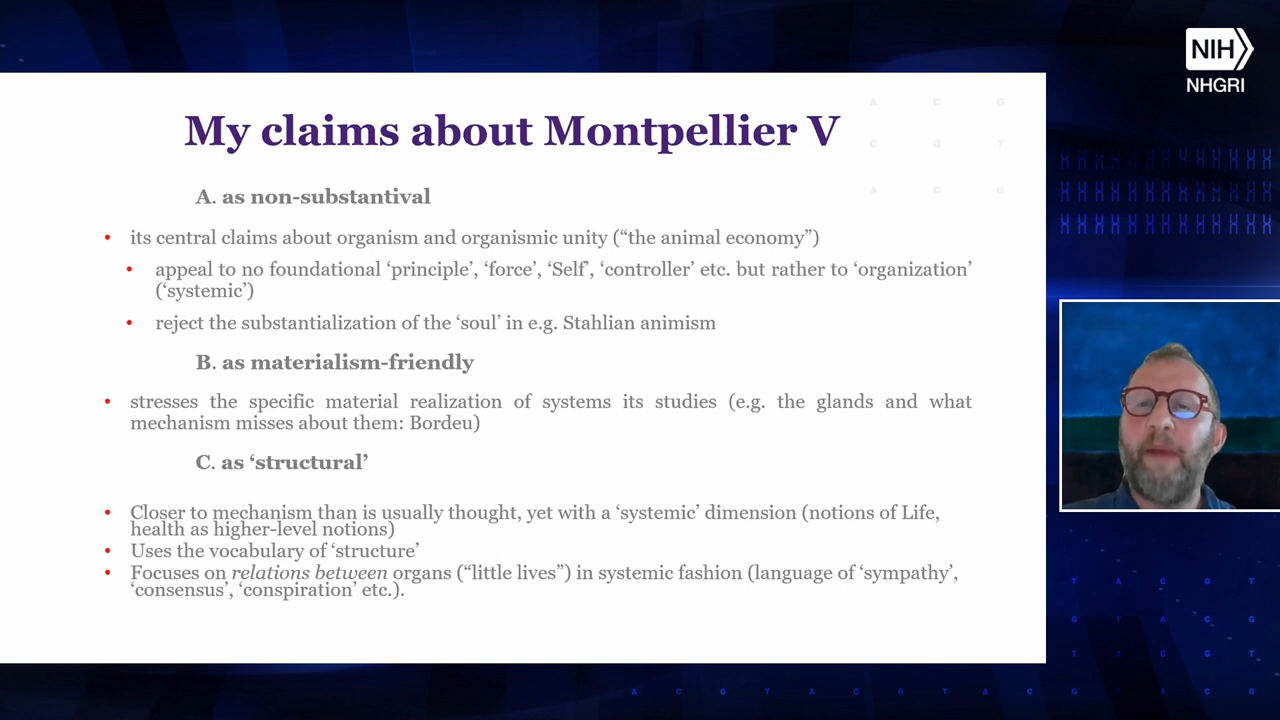 NIH
NHGRI
My claims about Montpellier V
A. as non-substantival
• its central claims about organism and organismic unity (“the animal economy”)
• appeal to no foundational ‘principle’, ‘force’, ‘Self’, ‘controller’ etc. but rather to ‘organization’
(‘systemic’)
• reject the substantialization of the ‘soul’ in e.g. Stahlian animism
B. as materialism-friendly
• stresses the specific material realization of systems its studies (e.g. the glands and what
mechanism misses about them: Bordeu)
C. as ‘structural’
• Closer to mechanism than is usually thought, yet with a ‘systemic’ dimension (notions of Life,
health as higher-level notions)
• Uses the vocabulary of ‘structure’
• Focuses on relations between organs (“little lives”) in systemic fashion (language of ‘sympathy’,
‘consensus’, ‘conspiration’ etc.).
A C G
C G T
A C G
T A C G T
G T A C G
T A C G T
A C G T A C G T A C G T A C G